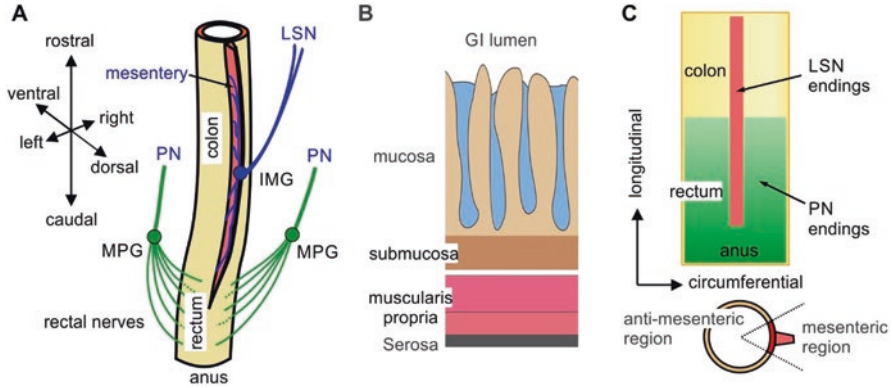 A
rostral
LSN
mesentery
ventral
right
left
dorsal
caudal
PN
colon
IMG
PN
MPG
MPG
rectal nerves
rectum
anus
B
GI lumen
mucosa
submucosa
muscularis
propria
Serosa
C
colon
LSN
endings
longitudinal
rectum
PN
endings
anus
circumferential
anti-mesenteric
region
mesenteric
region